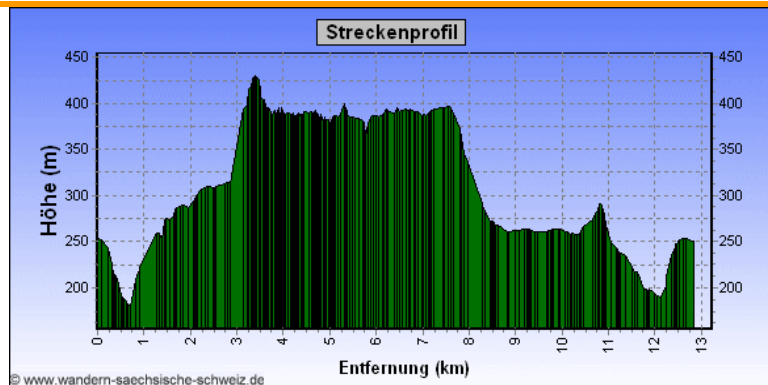 Streckenprofil
450 450
400 400
350 350
300 300
250 250
200 200
Höhe (m)
0 1 2 3 4 5 6 7 8 9 10 11 12 13
Entfernung (km)
© www.wandern-saechsische-schweiz.de